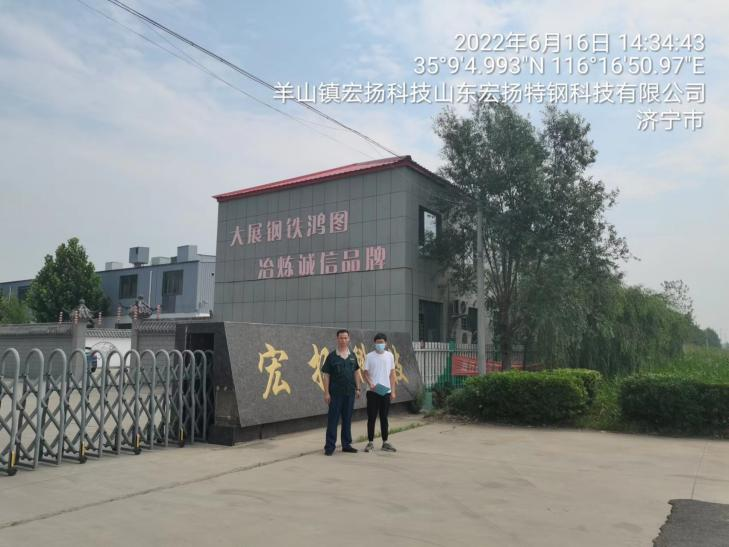 2022年6月16日 14:34:43
35°9'4.993"N 116°16'50.97"E
羊山镇宏扬科技山东宏扬特钢科技有限公司
济宁市
大展钢铁鸿图
冶炼诚信品牌
宏扬